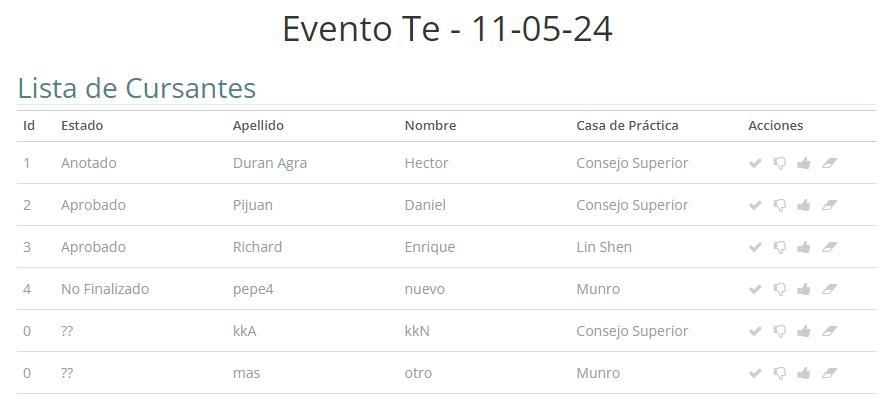 Evento Te - 11-05-24
Lista de Cursantes
Id Estado Apellido Nombre Casa de Práctica Acciones
1 Anotado Duran Agra Hector Consejo Superior
2 Aprobado Pijuan Daniel Consejo Superior
3 Aprobado Richard Enrique Lin Shen
4 No Finalizado pepe4 nuevo Munro
0 ?? kkA kkN Consejo Superior
0 ?? mas otro Munro